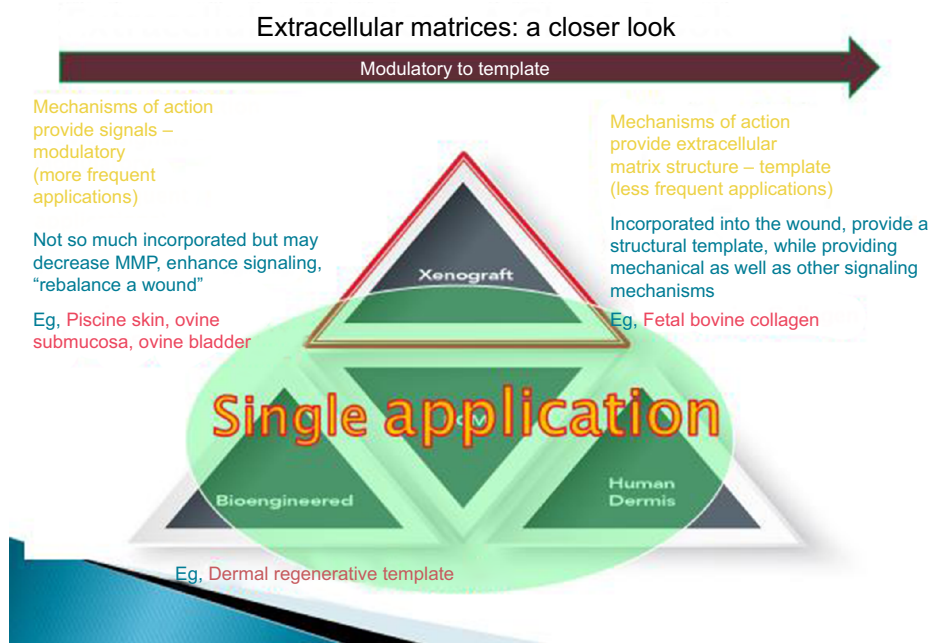 Extracellular matrices: a closer look
Modulatory to template
Mechanisms of action
provide signals –
modulatory
(more frequent
applications)
Not so much incorporated but may
decrease MMP, enhance signaling,
“rebalance a wound”
Eg, Piscine skin, ovine
submucosa, ovine bladder
Mechanisms of action
provide extracellular
matrix structure – template
(less frequent applications)
Incorporated into the wound, provide a
structural template, while providing
mechanical as well as other signaling
mechanisms
Eg, Fetal bovine collagen
Xenograft
Single application
Bioengineered
Human
Dermis
Eg, Dermal regenerative template